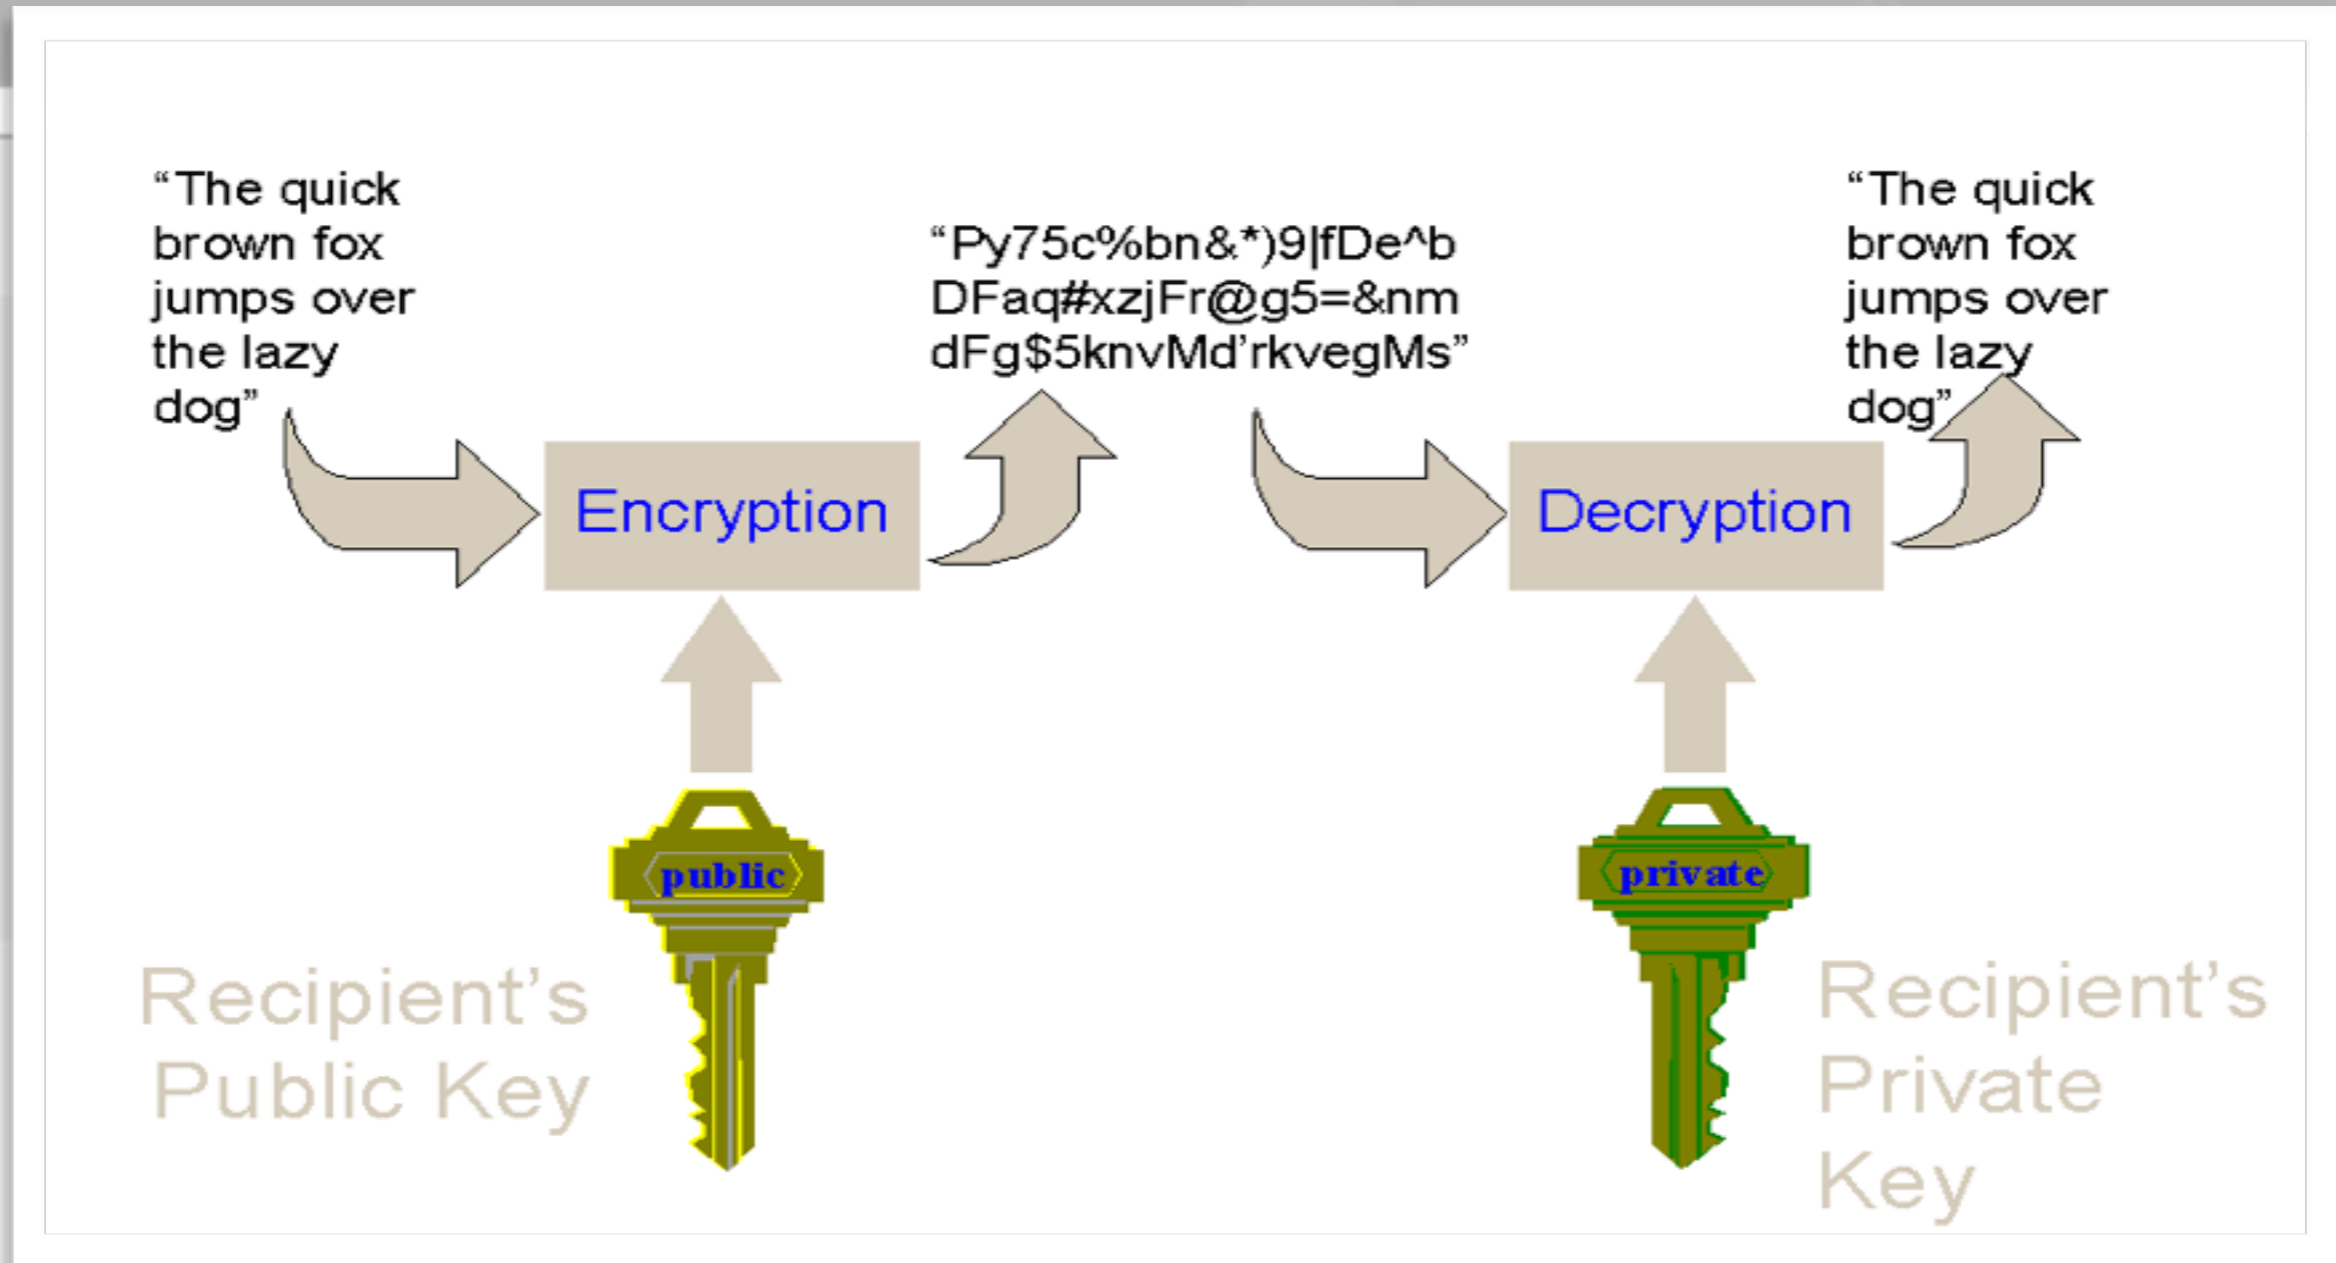 “The quick
brown fox
jumps over
the lazy
dog”
“Py75c%bn&*)9|fDe^b
DFaq#xzjFr@g5=&nm
dFg$5knvMd’rkvegMs”
“The quick
brown fox
jumps over
the lazy
dog”
Encryption
Decryption
public
private
Recipient’s
Public Key
Recipient’s
Private
Key